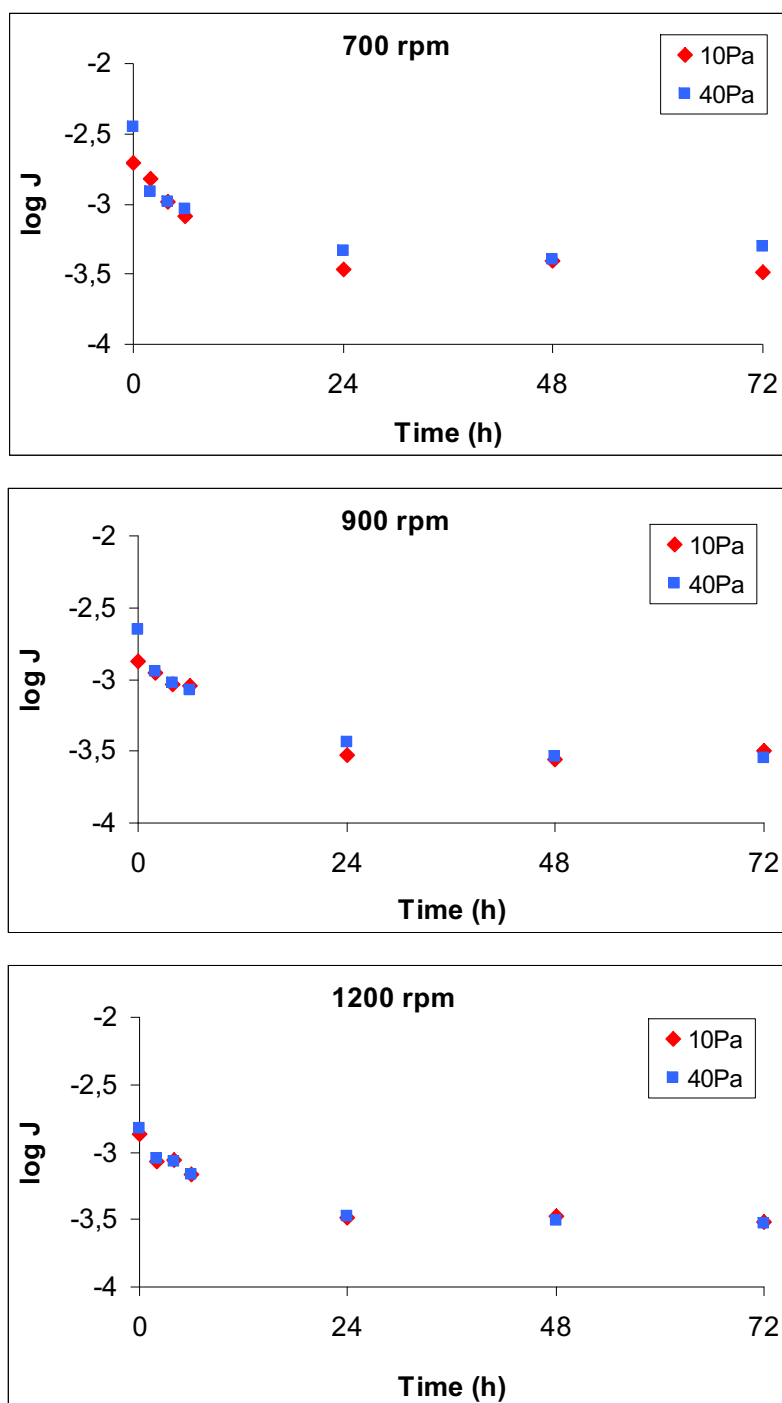 700 rpm
10Pa
40Pa
-2
-2,5
-3
-3,5
-4
log J
0 24 48 72
Time (h)
900 rpm
10Pa
40Pa
-2
-2,5
-3
-3,5
-4
log J
0 24 48 72
Time (h)
1200 rpm
10Pa
40Pa
-2
-2,5
-3
-3,5
-4
log J
0 24 48 72
Time (h)